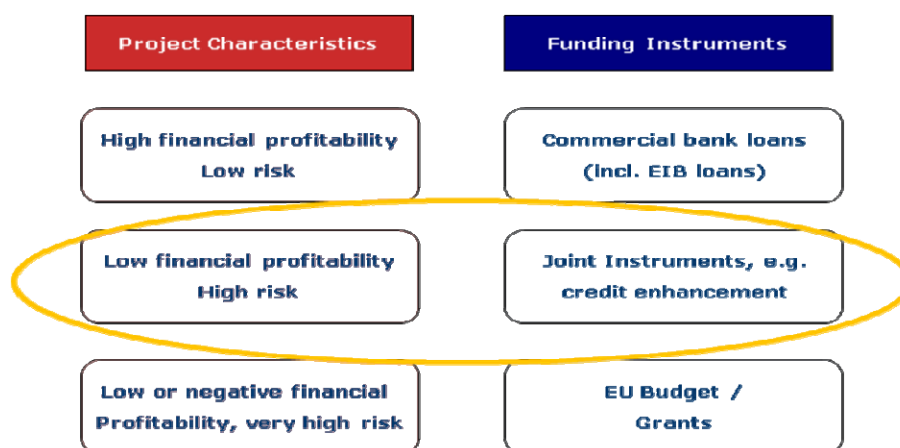 Project Characteristics
Funding Instruments
High financial profitability
Low risk
Commercial bank loans
(incl. EIB loans)
Low financial profitability
High risk
Joint Instruments, e.g.
credit enhancement
Low or negative financial
Profitability, very high risk
EU Budget /
Grants